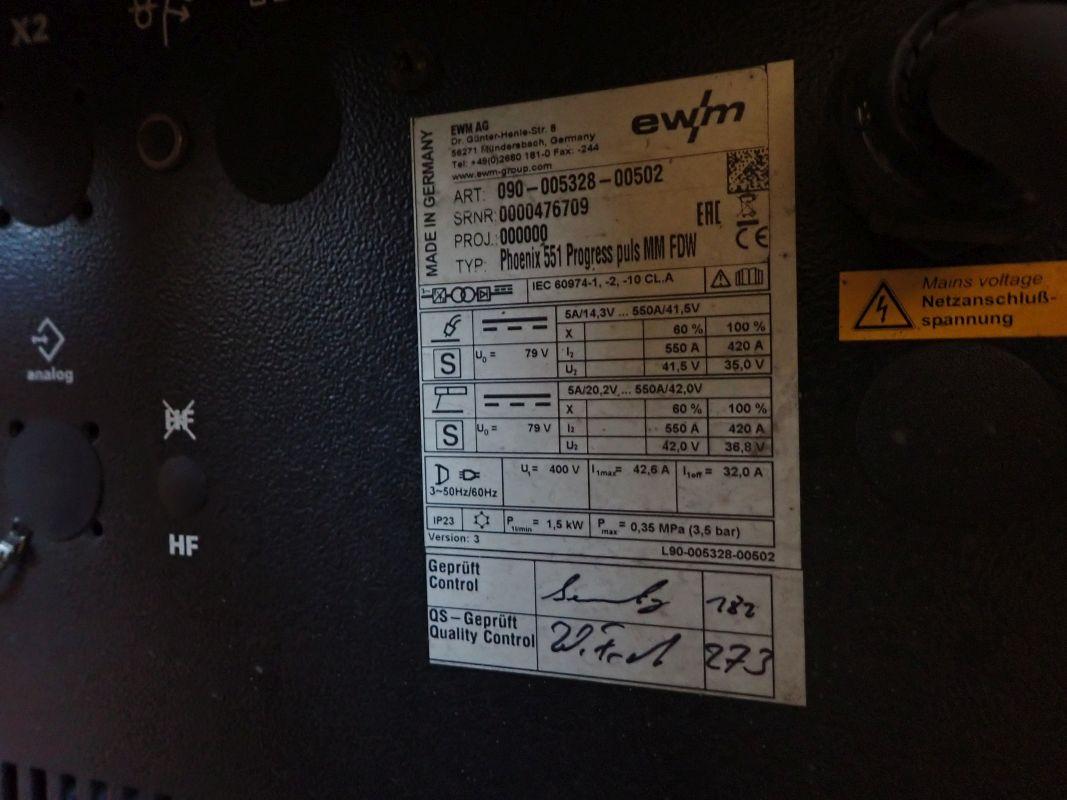 X2
MADE IN GERMANY
EWM AG
Dr. Günter-Henle-Str. 8
56271 Mündersbach, Germany
Tel: +49(0)2680 181-0 Fax: -244
www.ewm-group.com
ewm
ART: 090-005328-00502
SRNR: 0000476709
PROJ.: 000000
TYP: Phoenix 551 Progress puls MM FDW
EAC
CE
IEC 60974-1, -2, -10 CL.A
5A/14,3V ... 550A/41,5V
X 60 % 100 %
I2 550 A 420 A
U2 41,5 V 35,0 V
S U0 = 79 V
5A/20,2V ... 550A/42,0V
X 60 % 100 %
I2 550 A 420 A
U2 42,0 V 36,8 V
S U0 = 79 V
3~50Hz/60Hz
U1 = 400 V I1max = 42,6 A I1eff = 32,0 A
IP23 P1l/min = 1,5 kW Pmax = 0,35 MPa (3,5 bar)
Version: 3 L90-005328-00502
Geprüft
Control
182
QS-Geprüft
Quality Control
273
Mains voltage
Netzanschluß-
spannung
analog
HF
HF